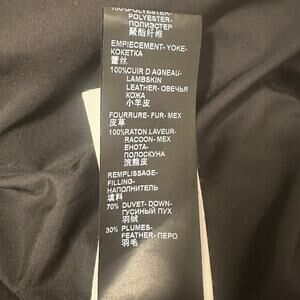 100%POLYESTER-
POLYESTER-
ПОЛИЭСТЕР
聚酯纤维
EMPIECEMENT- YOKE-
КОКЕТКА
蕾丝
100%CUIR D AGNEAU-
LAMBSKIN
LEATHER- ОВЕЧЬЯ
КОЖА
小羊皮
FOURRURE- FUR- MEX
皮草
100%RATON LAVEUR-
RACOON- MEX
ЕНОТА-
ПОЛОСКУНА
浣熊皮
REMPLISSAGE-
FILLING-
НАПОЛНИТЕЛЬ
填料
70% DUVET- DOWN-
ГУСИНЫЙ ПУХ
羽绒
30% PLUMES-
FEATHER- ПЕРО
羽毛